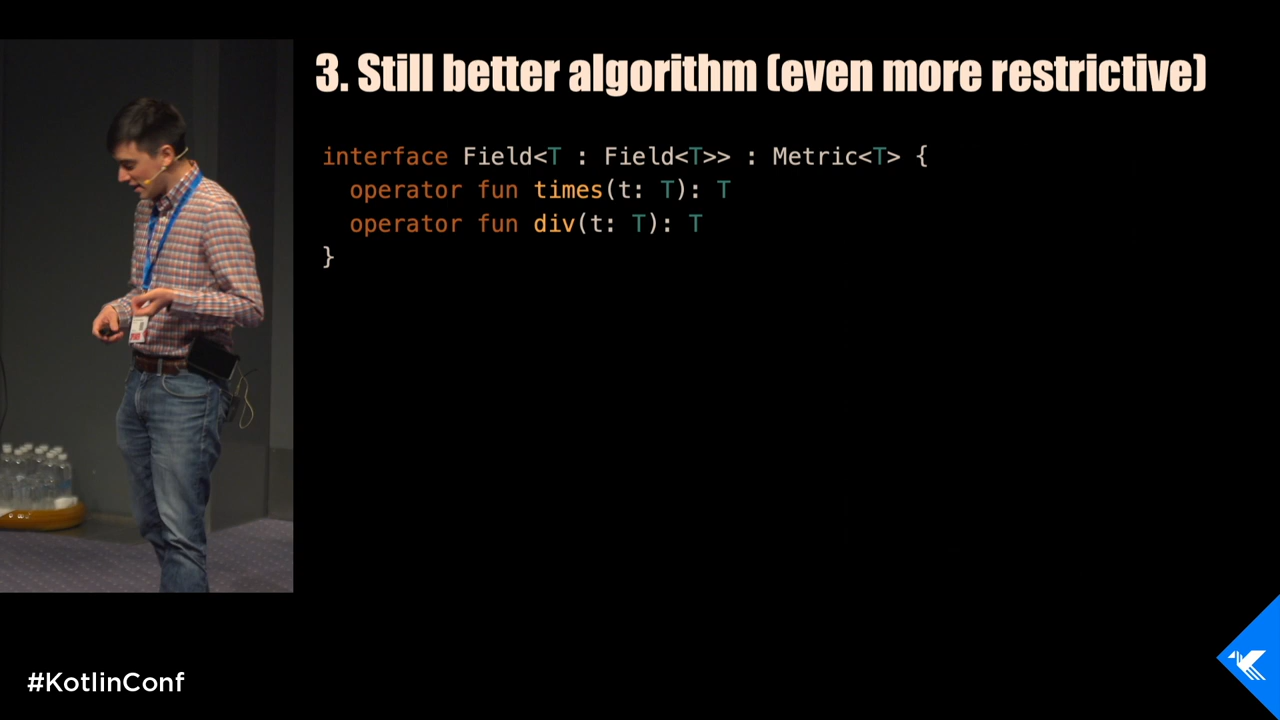 3. Still better algorithm (even more restrictive)
interface Field<T : Field<T>> : Metric<T> {
  operator fun times(t: T): T
  operator fun div(t: T): T
}
#KotlinConf